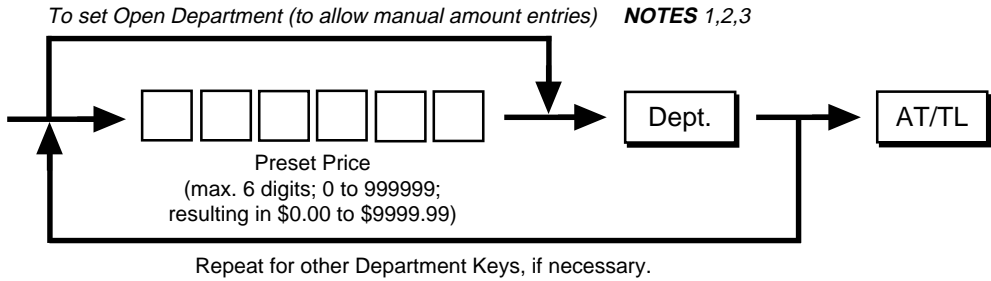 To set Open Department (to allow manual amount entries) NOTES 1,2,3
Dept.
AT/TL
Preset Price
(max. 6 digits; 0 to 999999;
resulting in $0.00 to $9999.99)
Repeat for other Department Keys, if necessary.